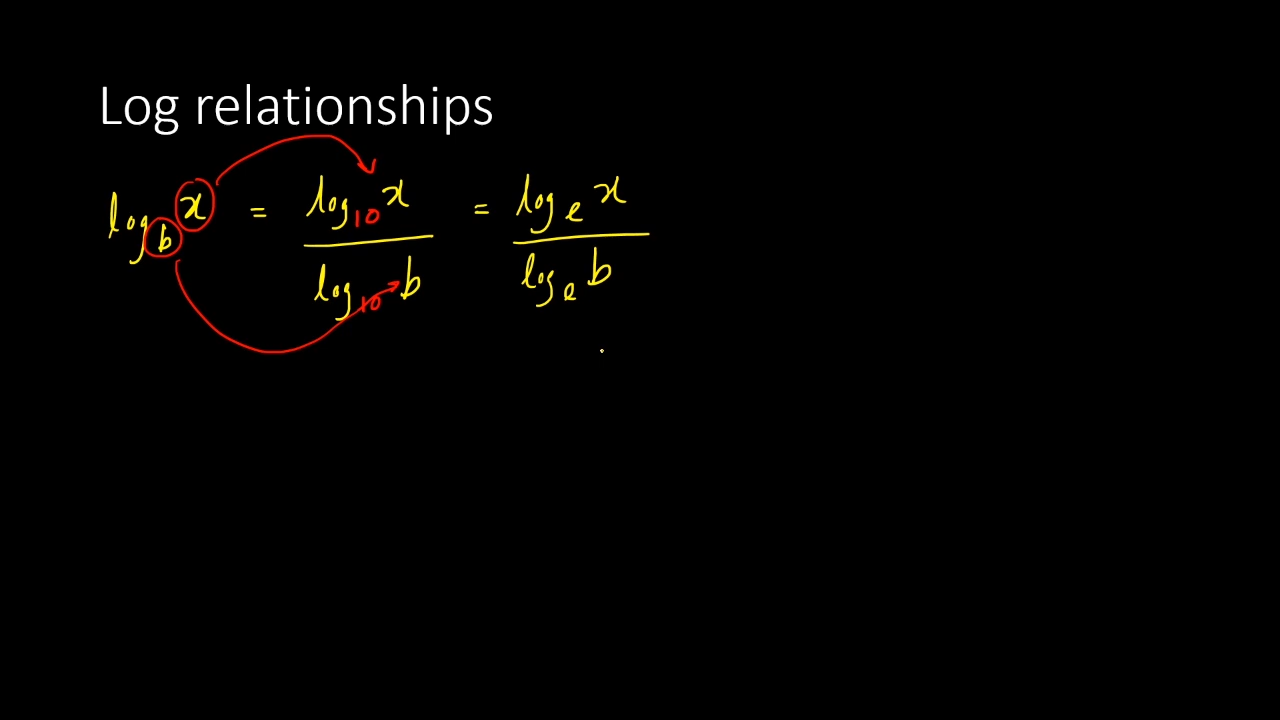 Log relationships
log_b x = log_10 x / log_10 b = log_e x / log_e b